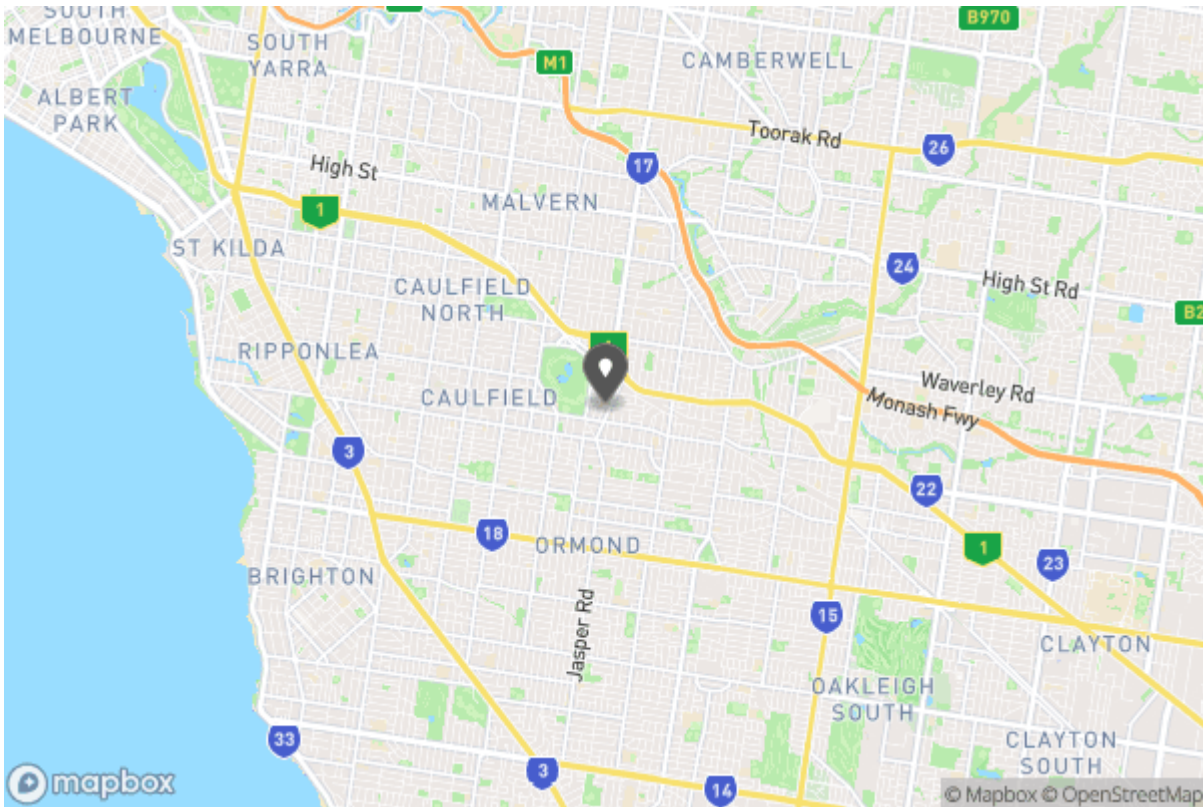 SOUTH
MELBOURNE
SOUTH
YARRA
B970
M1
CAMBERWELL
ALBERT
PARK
Toorak Rd
26
High St
17
MALVERN
1
ST KILDA
24
High St Rd
CAULFIELD
NORTH
RIPPONLEA
CAULFIELD
Waverley Rd
Monash Fwy
3
22
18
ORMOND
1
23
BRIGHTON
Jasper Rd
15
CLAYTON
OAKLEIGH
SOUTH
33
CLAYTON
SOUTH
3
14
mapbox
© Mapbox © OpenStreetMap